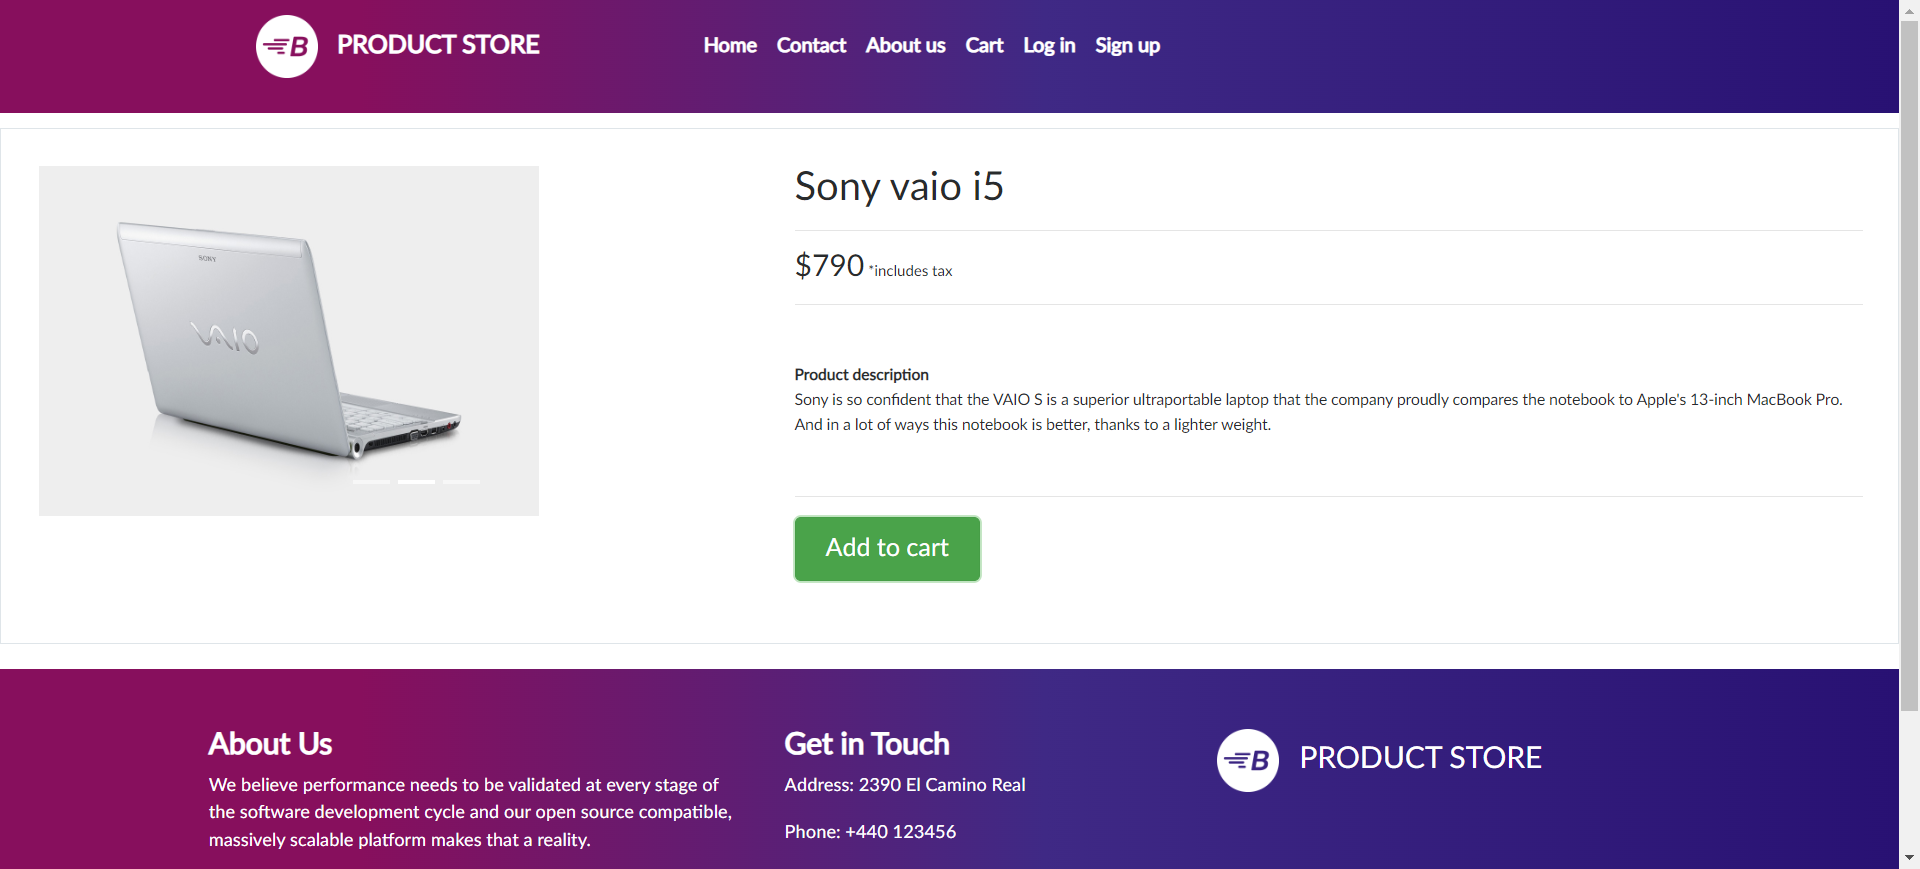 B PRODUCT STORE
Home Contact About us Cart Log in Sign up
SONY
VAIO
Sony vaio i5
$790 *includes tax
Product description
Sony is so confident that the VAIO S is a superior ultraportable laptop that the company proudly compares the notebook to Apple's 13-inch MacBook Pro.
And in a lot of ways this notebook is better, thanks to a lighter weight.
Add to cart
About Us
We believe performance needs to be validated at every stage of
the software development cycle and our open source compatible,
massively scalable platform makes that a reality.
Get in Touch
Address: 2390 El Camino Real
Phone: +440 123456
B PRODUCT STORE